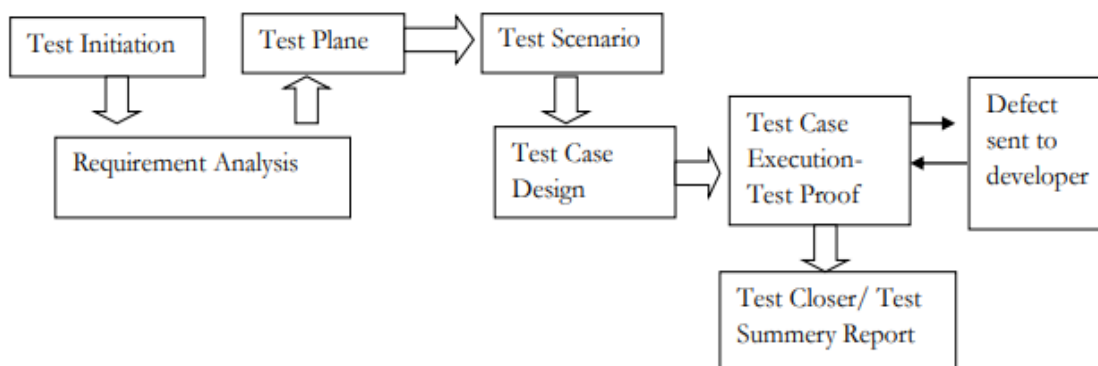 Test Initiation
Requirement Analysis
Test Plane
Test Scenario
Test Case
Design
Test Case
Execution-
Test Proof
Defect
sent to
developer
Test Closer/ Test
Summery Report